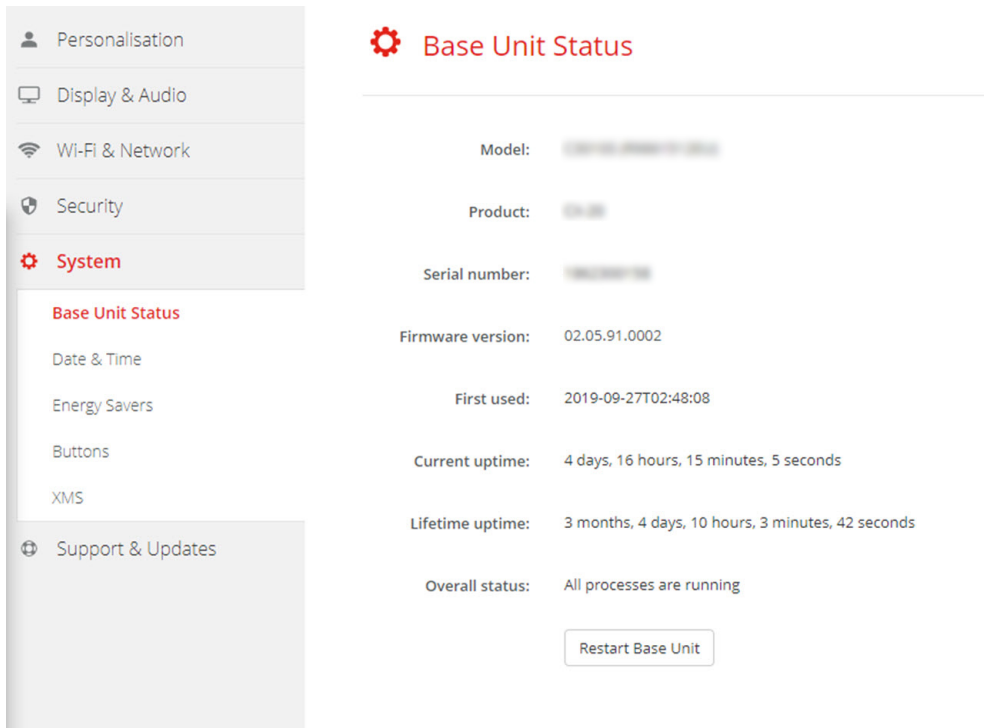 Personalisation
Display & Audio
Wi-Fi & Network
Security
System
Base Unit Status
Date & Time
Energy Savers
Buttons
XMS
Support & Updates
Base Unit Status
Model:
Product:
Serial number:
Firmware version: 02.05.91.0002
First used: 2019-09-27T02:48:08
Current uptime: 4 days, 16 hours, 15 minutes, 5 seconds
Lifetime uptime: 3 months, 4 days, 10 hours, 3 minutes, 42 seconds
Overall status: All processes are running
Restart Base Unit